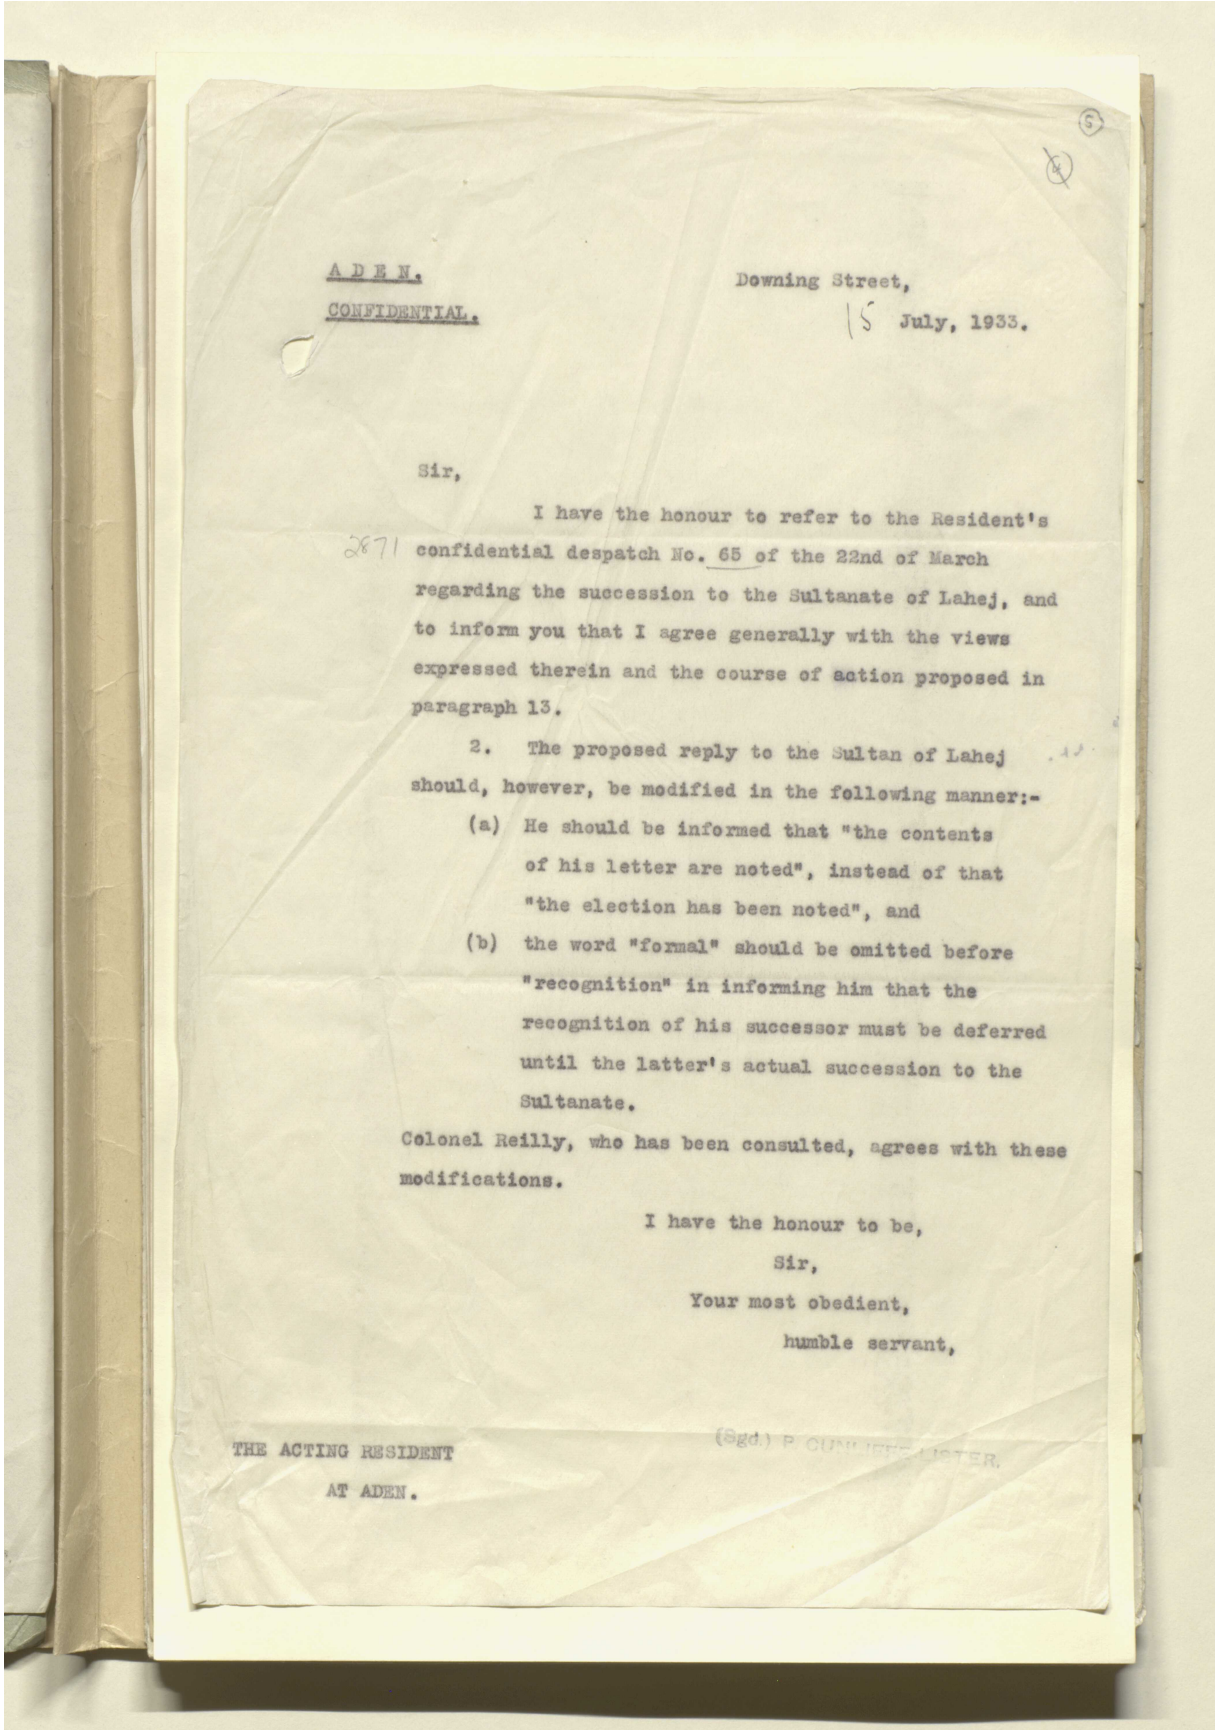 5
4
A D E N.
CONFIDENTIAL.
Downing Street,
15 July, 1933.
Sir,
I have the honour to refer to the Resident's
2871
confidential despatch No. 65 of the 22nd of March
regarding the succession to the Sultanate of Lahej, and
to inform you that I agree generally with the views
expressed therein and the course of action proposed in
paragraph 13.
2. The proposed reply to the Sultan of Lahej
should, however, be modified in the following manner:-
(a) He should be informed that "the contents
of his letter are noted", instead of that
"the election has been noted", and
(b) the word "formal" should be omitted before
"recognition" in informing him that the
recognition of his successor must be deferred
until the latter's actual succession to the
Sultanate.
Colonel Reilly, who has been consulted, agrees with these
modifications.
I have the honour to be,
Sir,
Your most obedient,
humble servant,
(Sgd.) P. CUNLIFFE LISTER.
THE ACTING RESIDENT
AT ADEN.